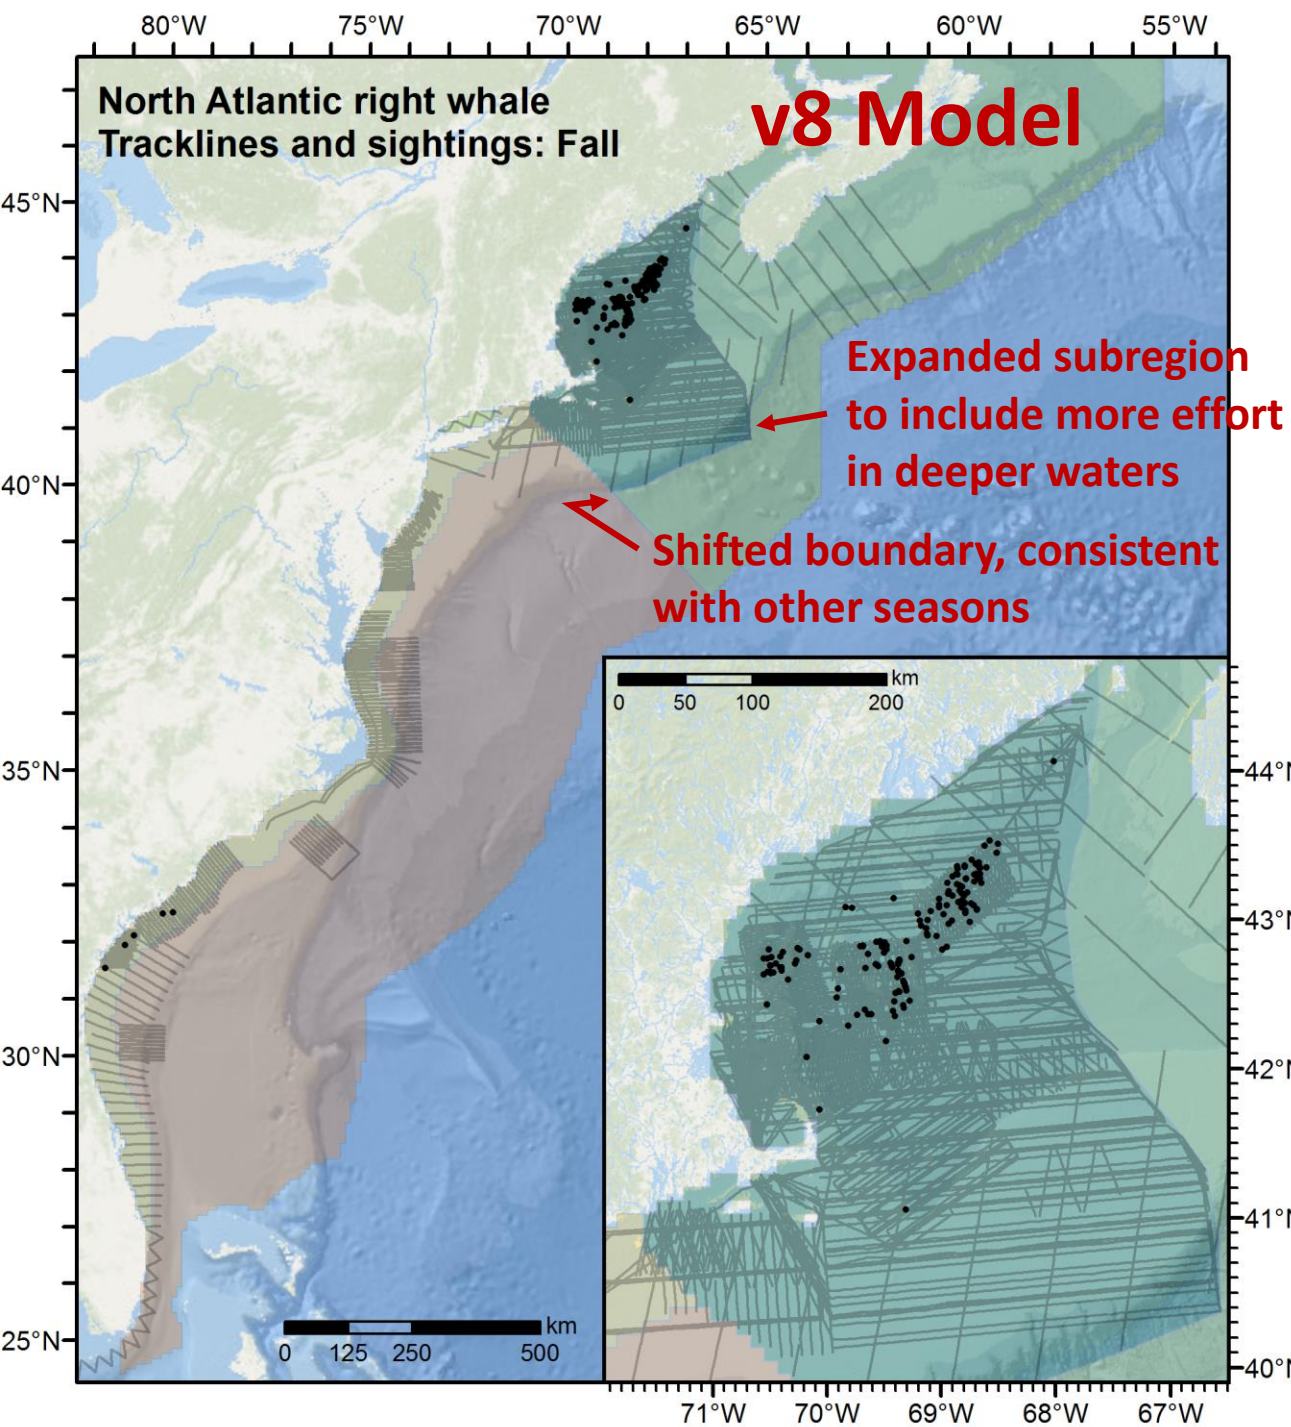 80°W 75°W 70°W 65°W 60°W 55°W
North Atlantic right whale
Tracklines and sightings: Fall
v8 Model
45°N
Expanded subregion
to include more effort
in deeper waters
40°N
Shifted boundary, consistent
with other seasons
km
0 50 100 200
35°N
44°N
43°N
30°N
42°N
41°N
25°N
km
0 125 250 500
40°N
71°W 70°W 69°W 68°W 67°W